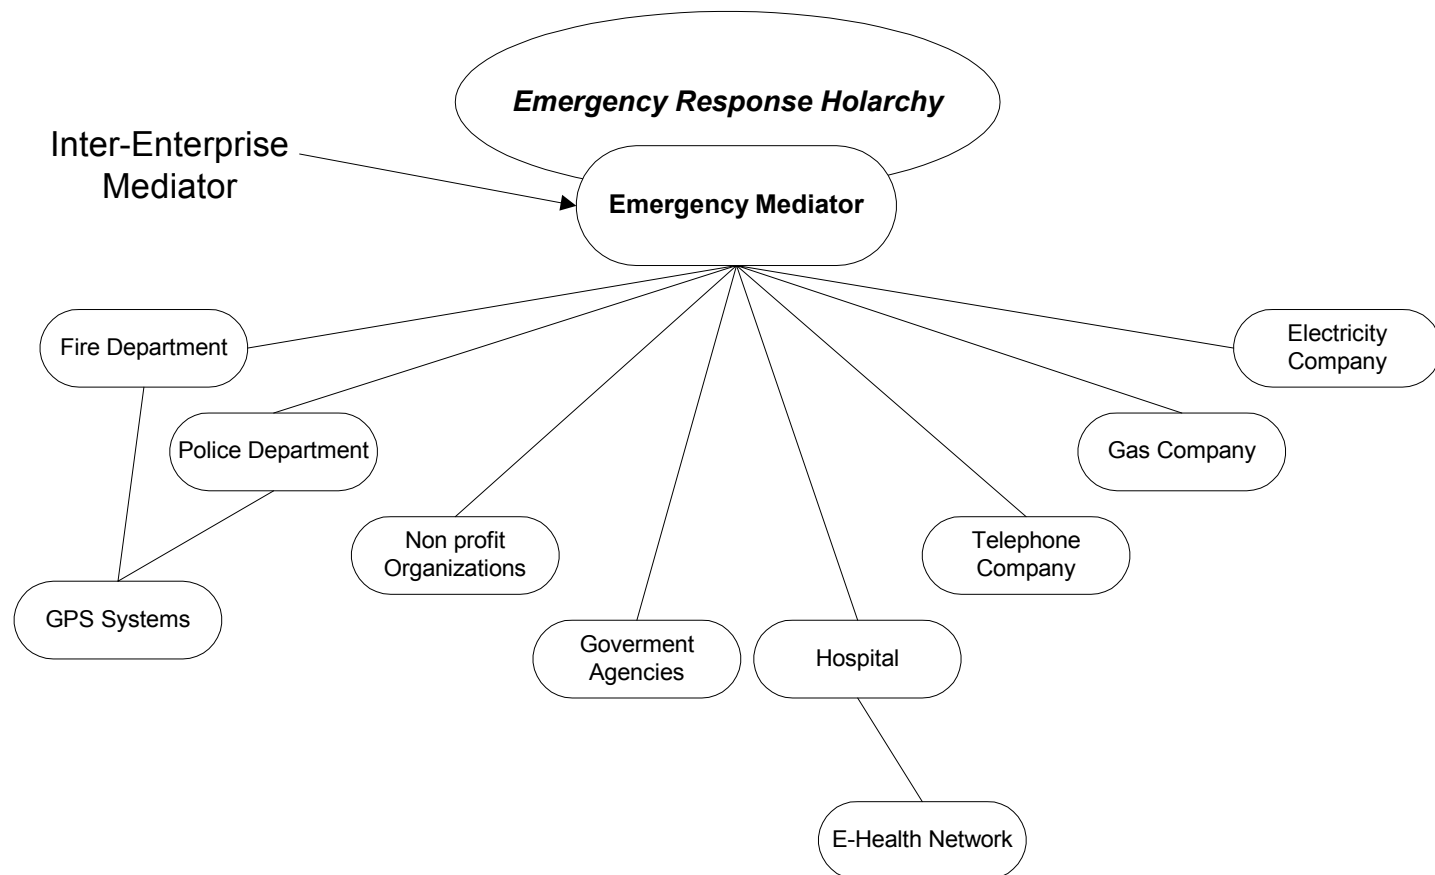 Emergency Response Holarchy
Inter-Enterprise
Mediator
Emergency Mediator
Fire Department
Electricity
Company
Police Department
Gas Company
Non profit
Organizations
Telephone
Company
GPS Systems
Goverment
Agencies
Hospital
E-Health Network